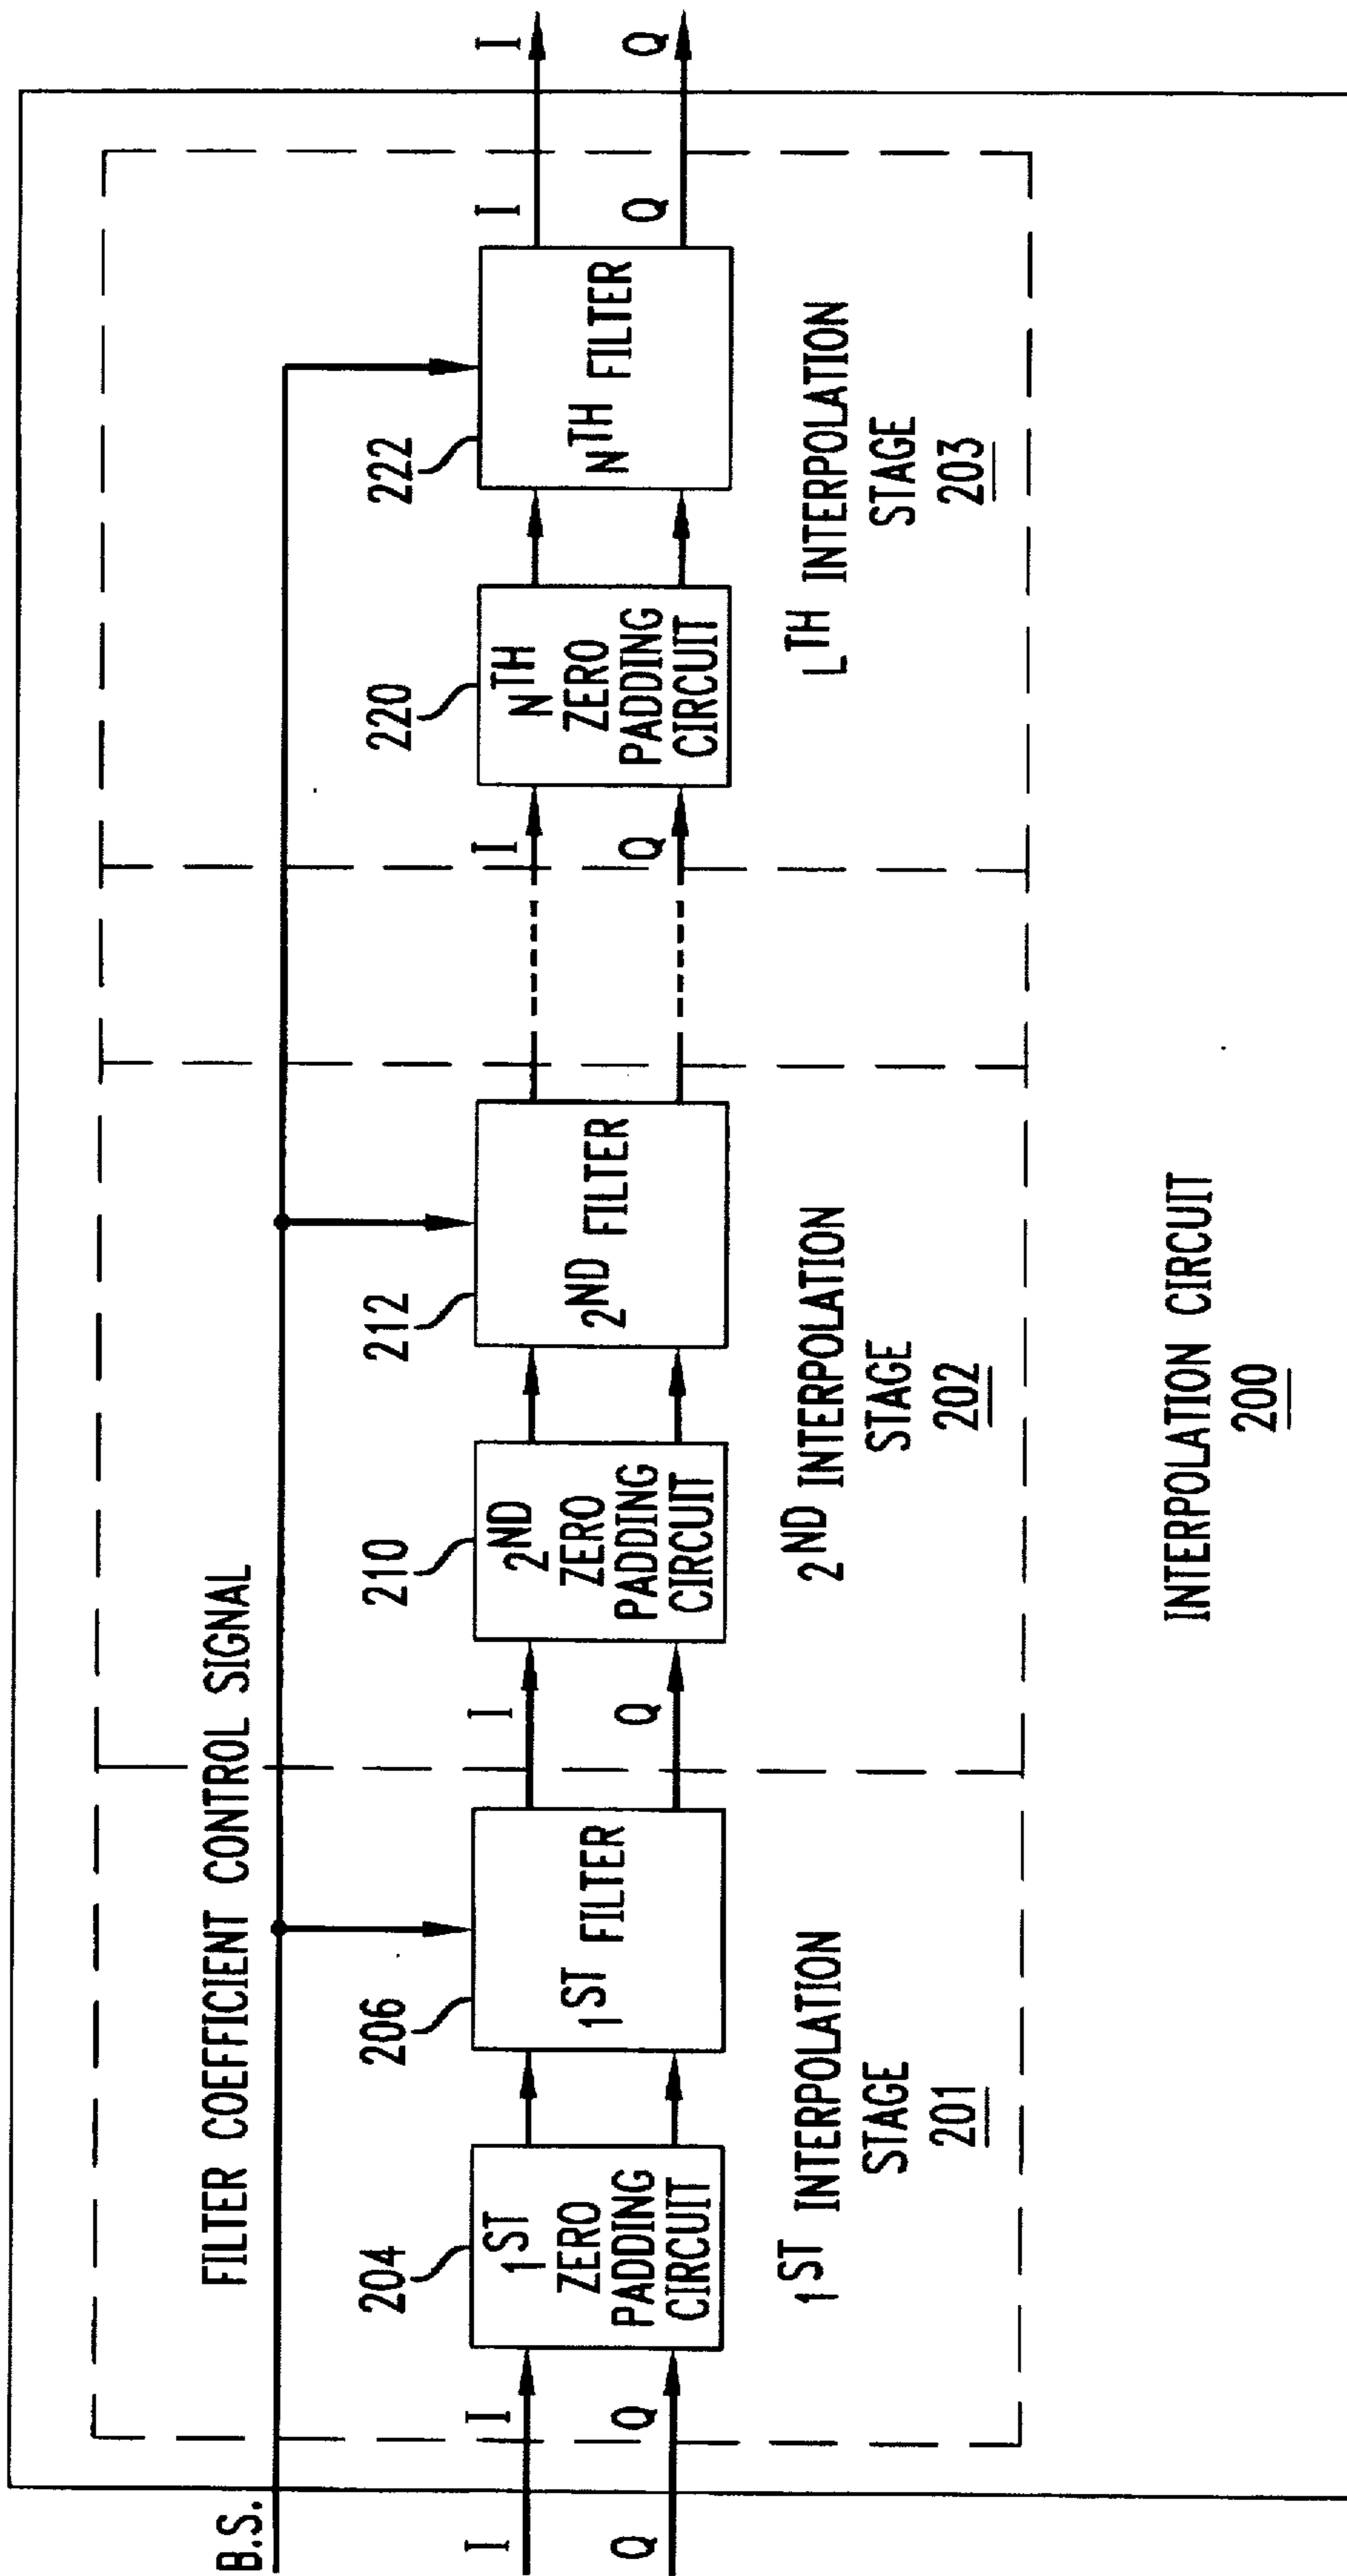 B.S.
FILTER COEFFICIENT CONTROL SIGNAL
I
I
Q
Q
204
1ST
ZERO
PADDING
CIRCUIT
206
1ST FILTER
1ST INTERPOLATION
STAGE
201
I
Q
210
2ND
ZERO
PADDING
CIRCUIT
212
2ND FILTER
2ND INTERPOLATION
STAGE
202
I
Q
220
NTH
ZERO
PADDING
CIRCUIT
222
NTH FILTER
LTH INTERPOLATION
STAGE
203
I
I
Q
Q
INTERPOLATION CIRCUIT
200